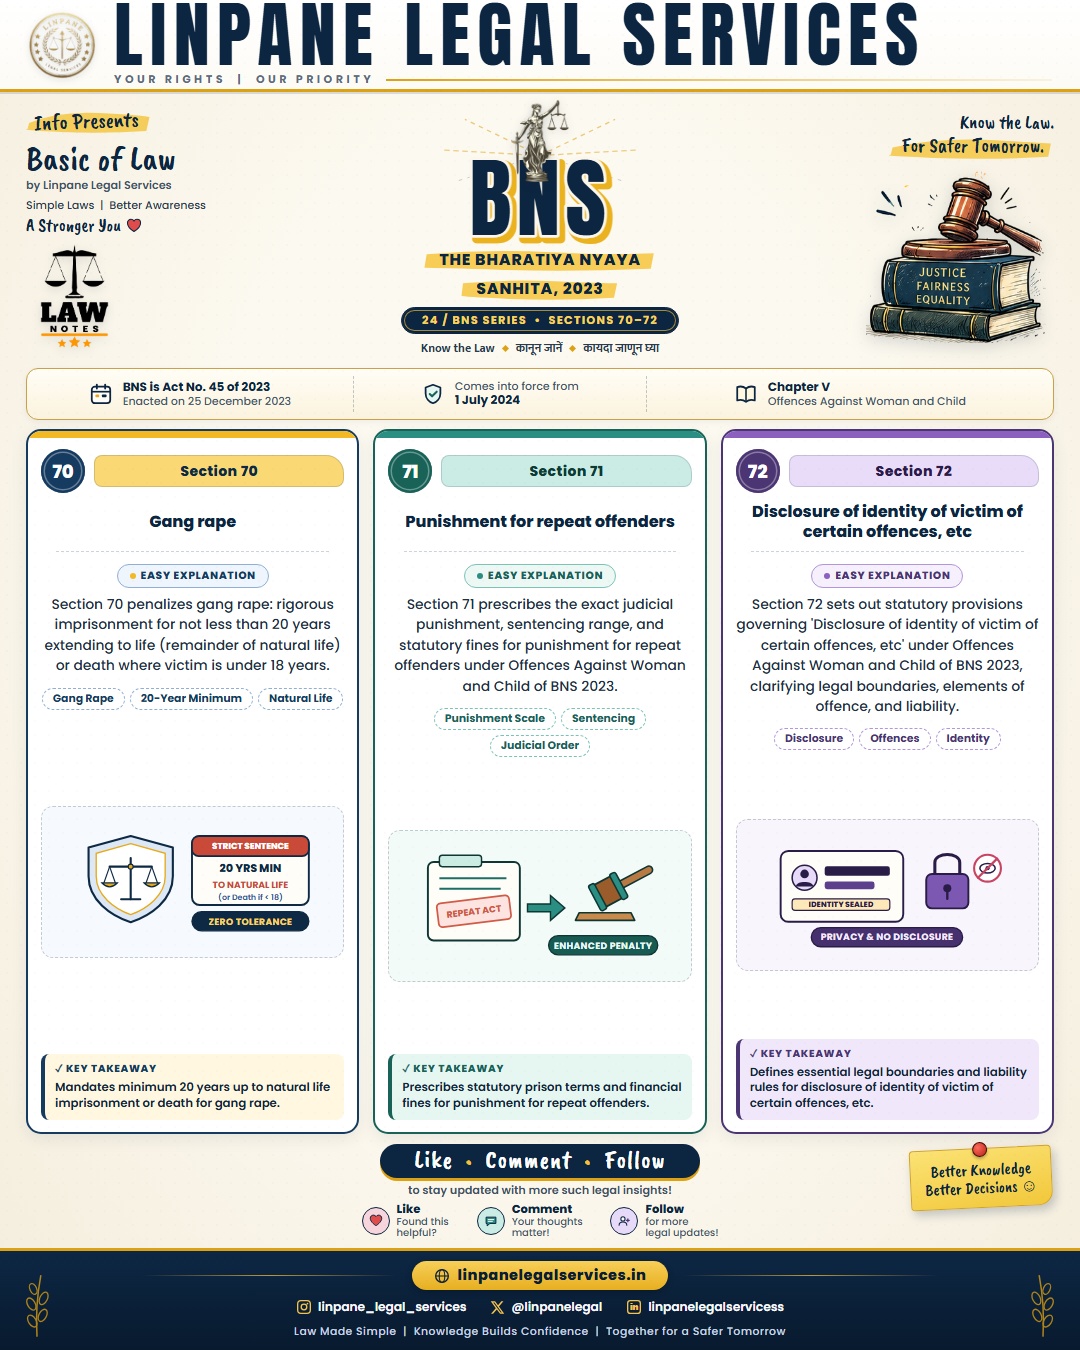 LINPANE LEGAL SERVICES
YOUR RIGHTS | OUR PRIORITY
Info Presents
Basic of Law
by Linpane Legal Services
Simple Laws | Better Awareness
A Stronger You
LAW
NOTES
BNS
THE BHARATIYA NYAYA
SANHITA, 2023
24 / BNS SERIES • SECTIONS 70–72
Know the Law ◆ कानून जानें ◆ कायदा जाणून घ्या
Know the Law.
For Safer Tomorrow.
JUSTICE
FAIRNESS
EQUALITY
BNS is Act No. 45 of 2023
Enacted on 25 December 2023
Comes into force from
1 July 2024
Chapter V
Offences Against Woman and Child
70
Section 70
Gang rape
EASY EXPLANATION
Section 70 penalizes gang rape: rigorous
imprisonment for not less than 20 years
extending to life (remainder of natural life)
or death where victim is under 18 years.
Gang Rape
20-Year Minimum
Natural Life
STRICT SENTENCE
20 YRS MIN
TO NATURAL LIFE
(or Death if < 18)
ZERO TOLERANCE
✓ KEY TAKEAWAY
Mandates minimum 20 years up to natural life
imprisonment or death for gang rape.
71
Section 71
Punishment for repeat offenders
EASY EXPLANATION
Section 71 prescribes the exact judicial
punishment, sentencing range, and
statutory fines for punishment for repeat
offenders under Offences Against Woman
and Child of BNS 2023.
Punishment Scale
Sentencing
Judicial Order
REPEAT ACT
ENHANCED PENALTY
✓ KEY TAKEAWAY
Prescribes statutory prison terms and financial
fines for punishment for repeat offenders.
72
Section 72
Disclosure of identity of victim of
certain offences, etc
EASY EXPLANATION
Section 72 sets out statutory provisions
governing 'Disclosure of identity of victim of
certain offences, etc' under Offences
Against Woman and Child of BNS 2023,
clarifying legal boundaries, elements of
offence, and liability.
Disclosure
Offences
Identity
IDENTITY SEALED
PRIVACY & NO DISCLOSURE
✓ KEY TAKEAWAY
Defines essential legal boundaries and liability
rules for disclosure of identity of victim of
certain offences, etc.
Like • Comment • Follow
to stay updated with more such legal insights!
Like
Found this
helpful?
Comment
Your thoughts
matter!
Follow
for more
legal updates!
Better Knowledge
Better Decisions ☺
linpanelegalservices.in
linpane_legal_services
@linpanelegal
linpanelegalservicess
Law Made Simple | Knowledge Builds Confidence | Together for a Safer Tomorrow